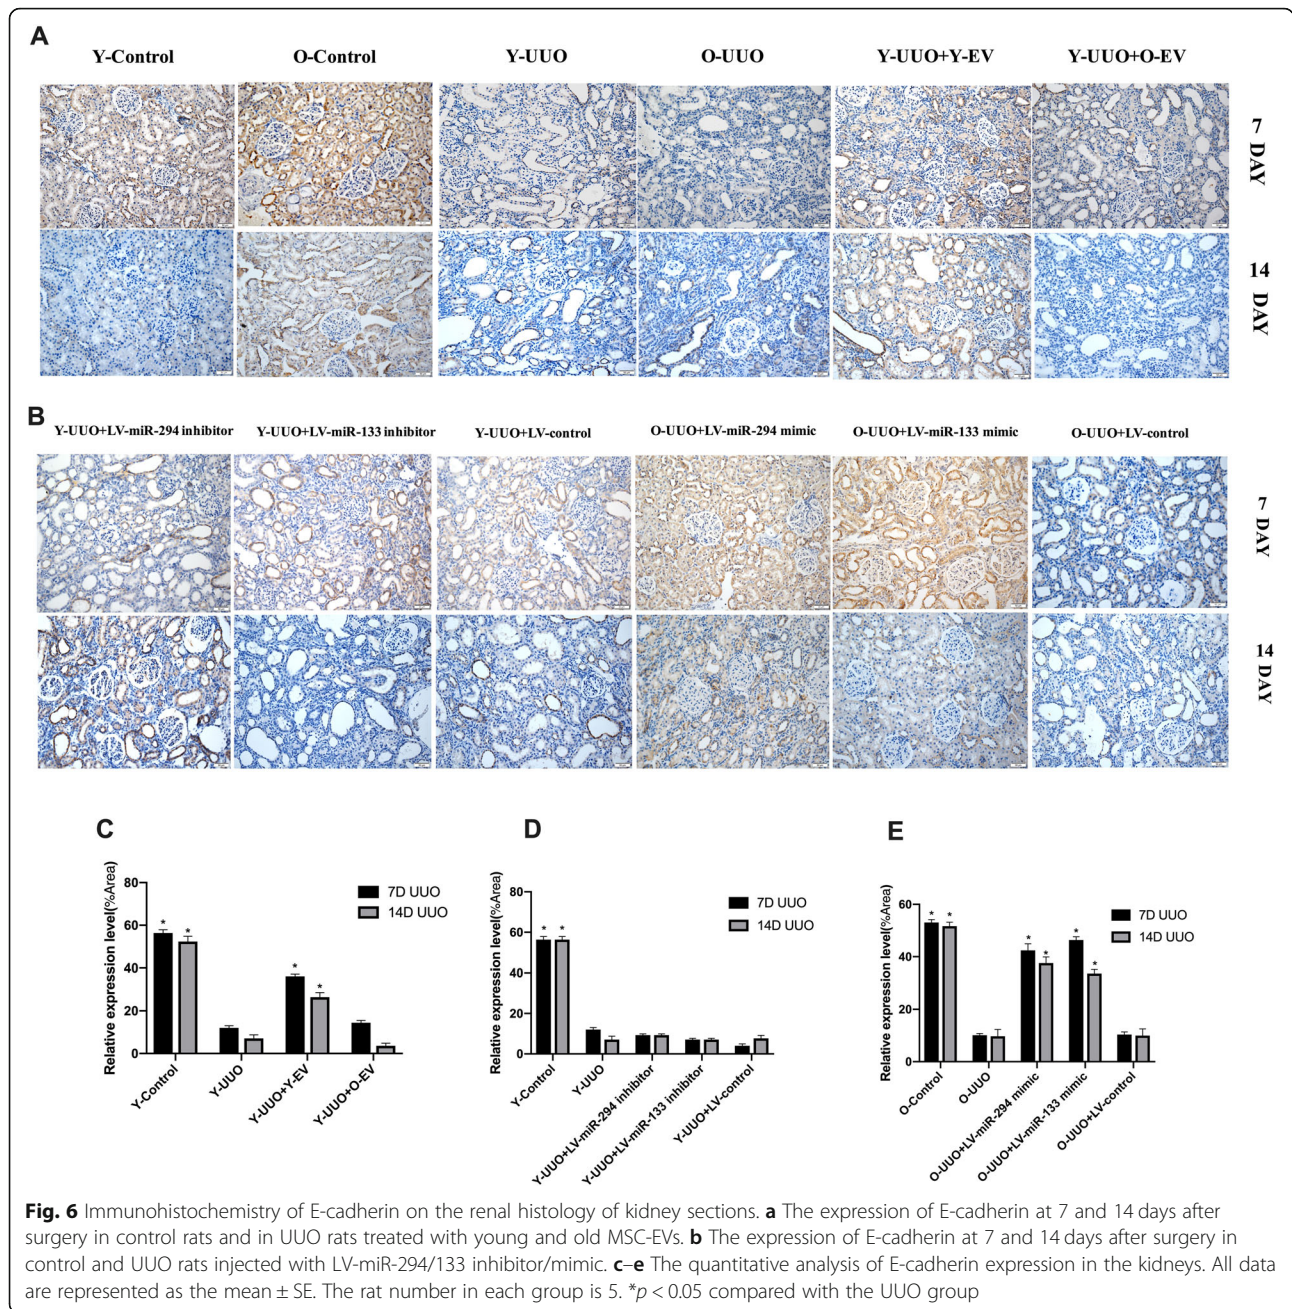 A
Y-Control O-Control Y-UUO O-UUO Y-UUO+Y-EV Y-UUO+O-EV
7 DAY
14 DAY
B
Y-UUO+LV-miR-294 inhibitor Y-UUO+LV-miR-133 inhibitor Y-UUO+LV-control O-UUO+LV-miR-294 mimic O-UUO+LV-miR-133 mimic O-UUO+LV-control
7 DAY
14 DAY
C
Relative expression level(%Area)
80
60
40
20
0
* * * *
7D UUO
14D UUO
Y-Control
Y-UUO
Y-UUO+Y-EV
Y-UUO+O-EV
D
Relative expression level(%Area)
80
60
40
20
0
* *
7D UUO
14D UUO
Y-Control
Y-UUO
Y-UUO+LV-miR-294 inhibitor
Y-UUO+LV-miR-133 inhibitor
Y-UUO+LV-control
E
Relative expression level(%Area)
60
40
20
0
* * * * * *
7D UUO
14D UUO
O-Control
O-UUO
O-UUO+LV-miR-294 mimic
O-UUO+LV-miR-133 mimic
O-UUO+LV-control
Fig. 6 Immunohistochemistry of E-cadherin on the renal histology of kidney sections. a The expression of E-cadherin at 7 and 14 days after
surgery in control rats and in UUO rats treated with young and old MSC-EVs. b The expression of E-cadherin at 7 and 14 days after surgery in
control and UUO rats injected with LV-miR-294/133 inhibitor/mimic. c–e The quantitative analysis of E-cadherin expression in the kidneys. All data
are represented as the mean ± SE. The rat number in each group is 5. *p < 0.05 compared with the UUO group